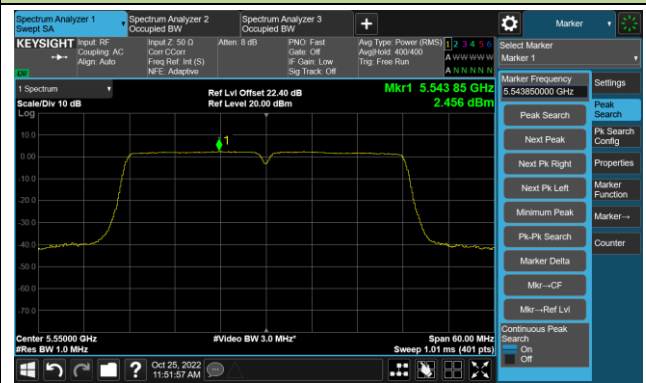 Spectrum Analyzer 1
Swept SA
Spectrum Analyzer 2
Occupied BW
Spectrum Analyzer 3
Occupied BW
+
Marker
KEYSIGHT
Input: RF
Coupling: AC
Align: Auto
Input Z: 50 Ω
Corr CCorr
Freq Ref: Int (S)
NFE: Adaptive
Atten: 8 dB
PNO: Fast
Gate: Off
IF Gain: Low
Sig Track: Off
Avg Type: Power (RMS)
Avg|Hold: 400/400
Trig: Free Run
1 2 3 4 5 6
A W W W W W
A N N N N N
Select Marker
Marker 1
1 Spectrum
Scale/Div 10 dB
Log
Ref Lvl Offset 22.40 dB
Ref Level 20.00 dBm
Mkr1 5.543 85 GHz
2.456 dBm
1
10.0
0.00
-10.0
-20.0
-30.0
-40.0
-50.0
-60.0
-70.0
Center 5.55000 GHz
#Res BW 1.0 MHz
#Video BW 3.0 MHz*
Span 60.00 MHz
Sweep 1.01 ms (401 pts)
Marker Frequency
5.543850000 GHz
Peak Search
Next Peak
Next Pk Right
Next Pk Left
Minimum Peak
Pk-Pk Search
Marker Delta
Mkr→CF
Mkr→Ref Lvl
Continuous Peak
Search
On
Off
Settings
Peak
Search
Pk Search
Config
Properties
Marker
Function
Marker→
Counter
?
Oct 25, 2022
11:51:57 AM